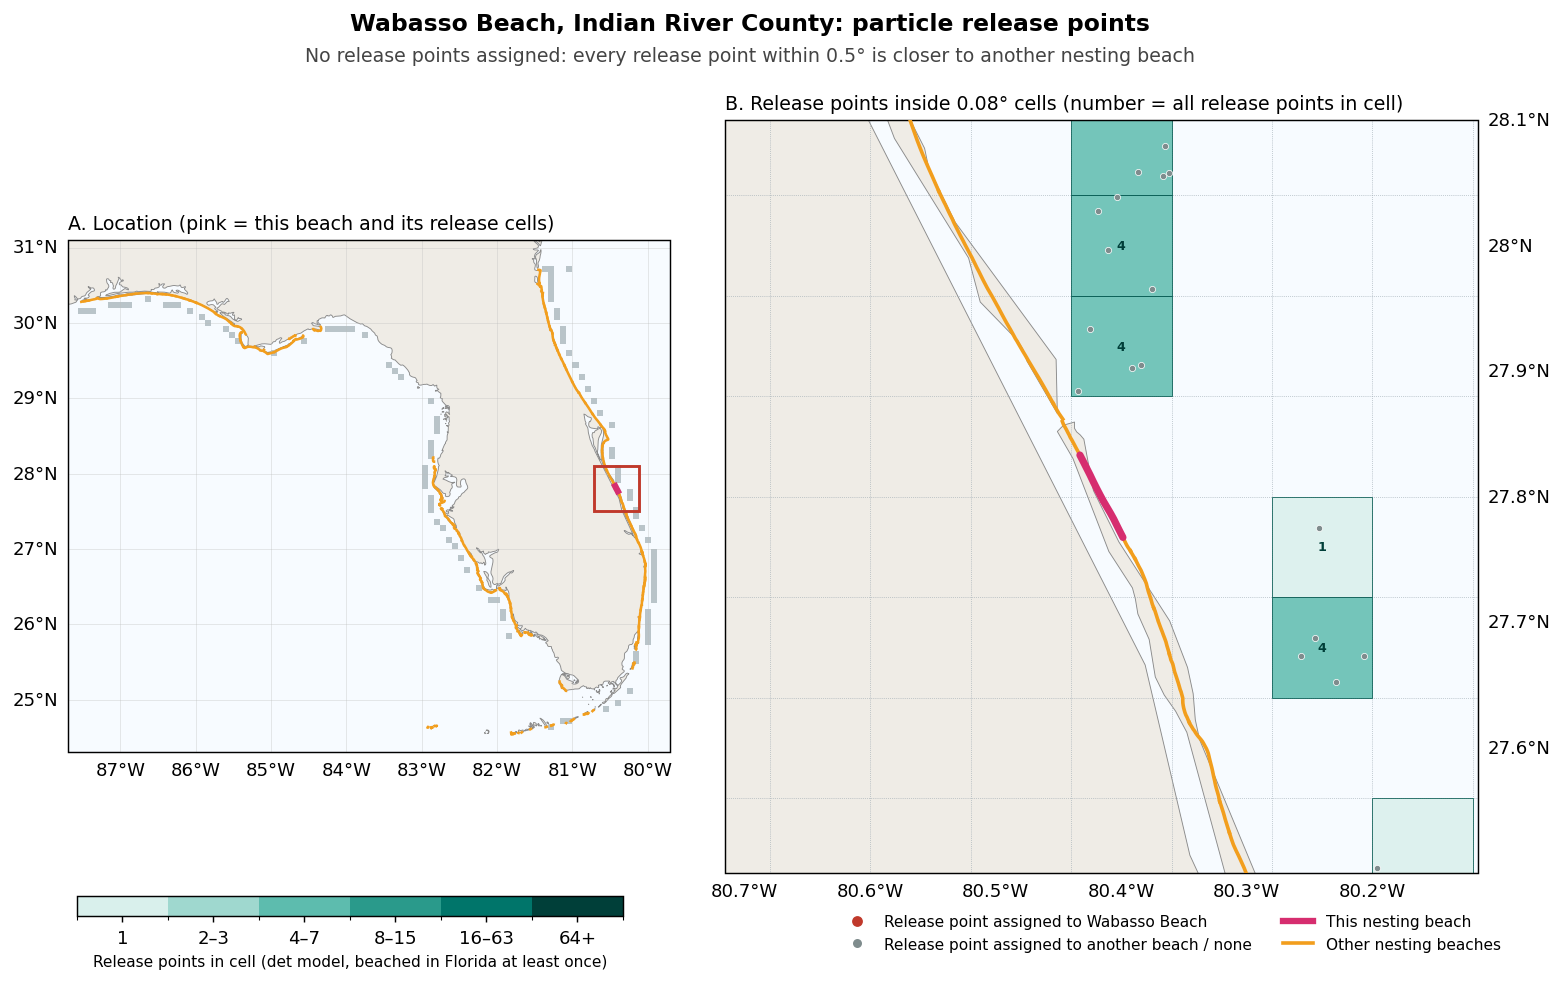 Wabasso Beach, Indian River County: particle release points
No release points assigned: every release point within 0.5° is closer to another nesting beach
A. Location (pink = this beach and its release cells)
31°N
30°N
29°N
28°N
27°N
26°N
25°N
87°W 86°W 85°W 84°W 83°W 82°W 81°W 80°W
B. Release points inside 0.08° cells (number = all release points in cell)
4
4
1
4
28.1°N
28°N
27.9°N
27.8°N
27.7°N
27.6°N
80.7°W 80.6°W 80.5°W 80.4°W 80.3°W 80.2°W
1 2–3 4–7 8–15 16–63 64+
Release points in cell (det model, beached in Florida at least once)
Release point assigned to Wabasso Beach
Release point assigned to another beach / none
This nesting beach
Other nesting beaches